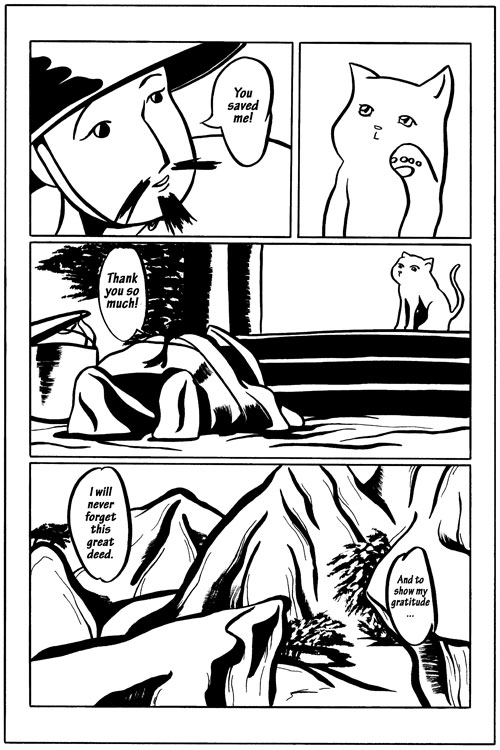 You
saved
me!
Thank
you so
much!
I will
never
forget
this
great
deed.
And to
show my
gratitude
...